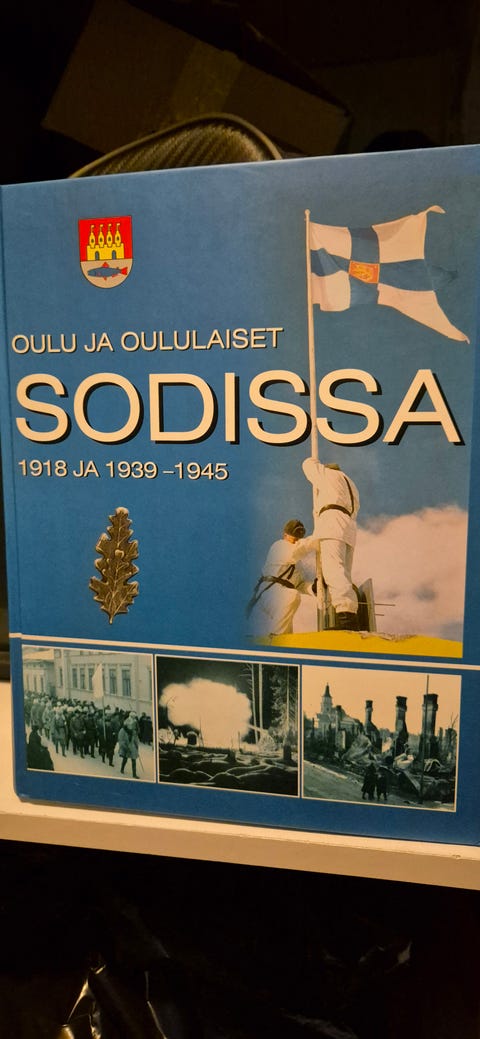 OULU JA OULULAISET
SODISSA
1918 JA 1939 –1945